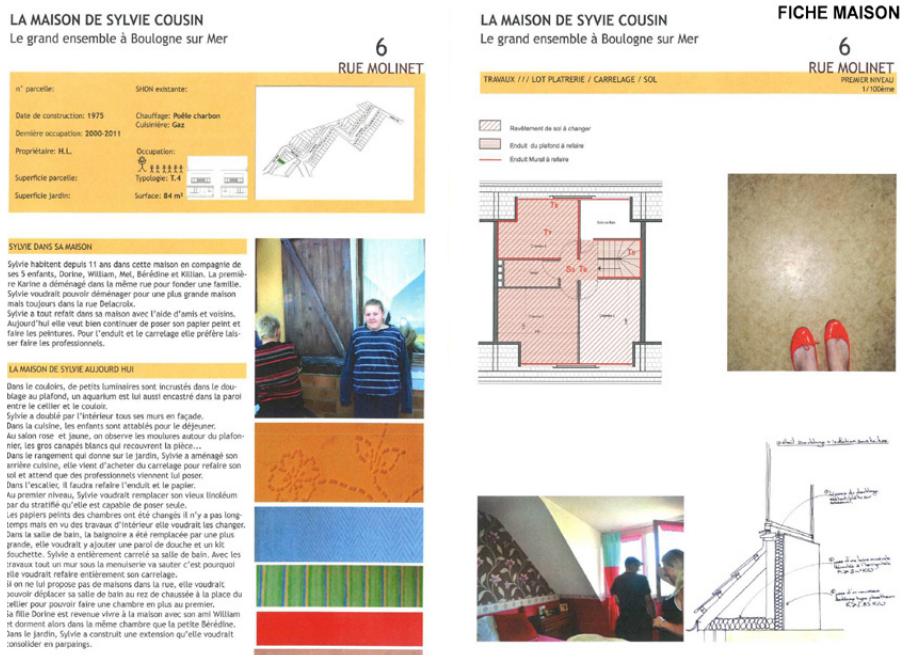 LA MAISON DE SYLVIE COUSIN
Le grand ensemble à Boulogne sur Mer
6
RUE MOLINET
n° parcelle:
SHON existante:
Date de construction: 1975
Chauffage: Poêle charbon
Cuisinière: Gaz
Dernière occupation: 2000-2011
Propriétaire: H.L.
Occupation:
Superficie parcelle:
Typologie: T.4
Superficie jardin:
Surface: 84 m²
SYLVIE DANS SA MAISON
Sylvie habitent depuis 11 ans dans cette maison en compagnie de
ses 5 enfants, Dorine, William, Mel, Bérédine et Killian. La premiè-
re Karine a déménagé dans la même rue pour fonder une famille.
Sylvie voudrait pouvoir déménager pour une plus grande maison
mais toujours dans la rue Delacroix.
Sylvie a tout refait dans sa maison avec l'aide d'amis et voisins.
Aujourd'hui elle veut bien continuer de poser son papier peint et
faire les peintures. Pour l'enduit et le carrelage elle préfère lais-
ser faire les professionnels.
LA MAISON DE SYLVIE AUJOURD HUI
Dans le couloirs, de petits luminaires sont incrustés dans le dou-
blage au plafond, un aquarium est lui aussi encastré dans la paroi
entre le cellier et le couloir.
Sylvie a doublé par l'intérieur tous ses murs en façade.
Dans la cuisine, les enfants sont attablés pour le déjeuner.
Au salon rose et jaune, on observe les moulures autour du plafon-
nier, les gros canapés blancs qui recouvrent la pièce...
Dans le rangement qui donne sur le jardin, Sylvie a aménagé son
arrière cuisine, elle vient d'acheter du carrelage pour refaire son
sol et attend que des professionnels viennent lui poser.
Dans l'escalier, il faudra refaire l'enduit et le papier.
Au premier niveau, Sylvie voudrait remplacer son vieux linoléum
par du stratifié qu'elle est capable de poser seule.
Les papiers peints des chambres ont été changés il n'y a pas long-
temps mais en vu des travaux d'intérieur elle voudrait les changer.
Dans la salle de bain, la baignoire a été remplacée par une plus
grande, elle voudrait y ajouter une parol de douche et un kit
douchette. Sylvie a entièrement carrelé sa salle de bain. Avec les
travaux tout un mur sous la menuiserie va sauter c'est pourquoi
elle voudrait refaire entièrement son carrelage.
Si on ne lui propose pas de maisons dans la rue, elle voudrait
pouvoir déplacer sa salle de bain au rez de chaussée à la place du
cellier pour pouvoir faire une chambre en plus au premier.
Sa fille Dorine est revenue vivre à la maison avec son ami William
et dorment alors dans la même chambre que la petite Bérédine.
Dans le jardin, Sylvie a construit une extension qu'elle voudrait
consolider en parpaings.
FICHE MAISON
LA MAISON DE SYVIE COUSIN
Le grand ensemble à Boulogne sur Mer
6
RUE MOLINET
TRAVAUX /// LOT PLATRERIE / CARRELAGE / SOL
PREMIER NIVEAU
1/100ème
Revêtement de sol à changer
Enduit du plafond à refaire
Enduit Mural à refaire